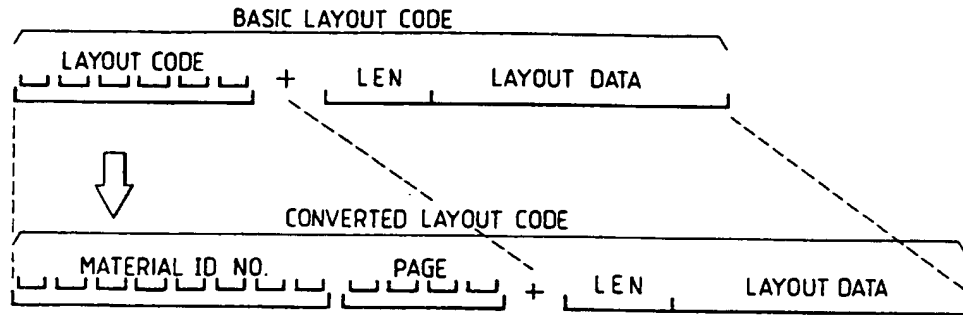 BASIC LAYOUT CODE
LAYOUT CODE + LEN LAYOUT DATA
CONVERTED LAYOUT CODE
MATERIAL ID NO. PAGE + LEN LAYOUT DATA